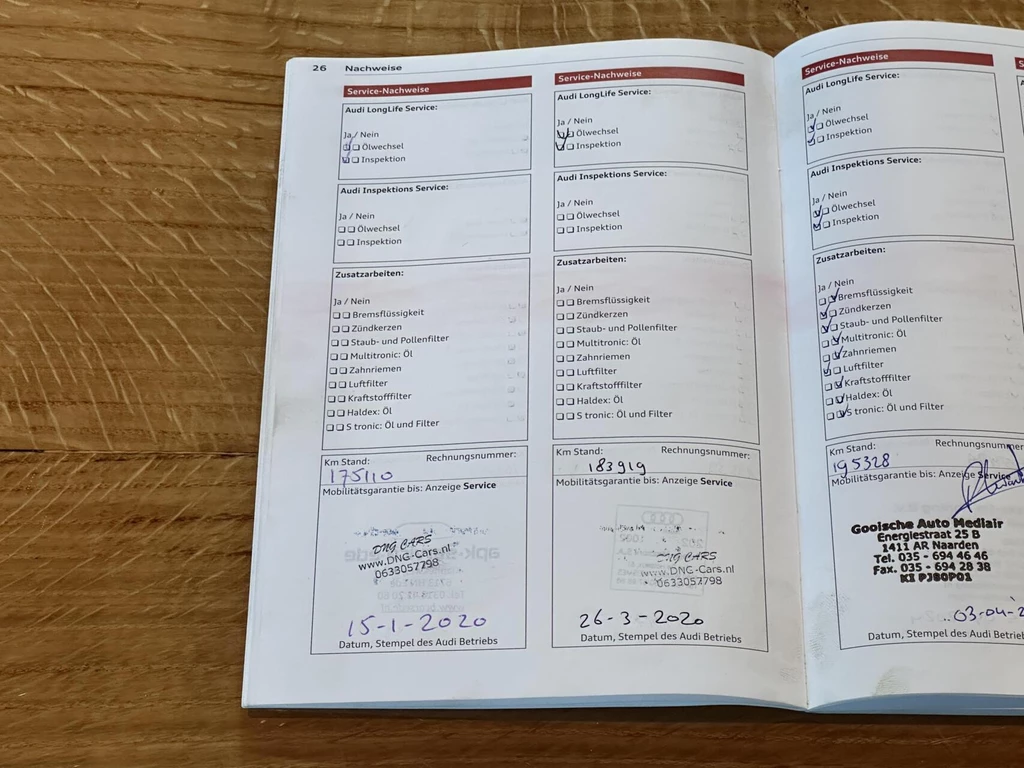 26 Nachweise
Service-Nachweise
Audi LongLife Service:
Ja / Nein
Ölwechsel
Inspektion
Audi Inspektions Service:
Ja / Nein
Ölwechsel
Inspektion
Zusatzarbeiten:
Ja / Nein
Bremsflüssigkeit
Zündkerzen
Staub- und Pollenfilter
Multitronic: Öl
Zahnriemen
Luftfilter
Kraftstofffilter
Haldex: Öl
S tronic: Öl und Filter
Km Stand: Rechnungsnummer:
175110
Mobilitätsgarantie bis: Anzeige Service
DNG CARS
www.DNG-Cars.nl
0633057798
15-1-2020
Datum, Stempel des Audi Betriebs
Service-Nachweise
Audi LongLife Service:
Ja / Nein
Ölwechsel
Inspektion
Audi Inspektions Service:
Ja / Nein
Ölwechsel
Inspektion
Zusatzarbeiten:
Ja / Nein
Bremsflüssigkeit
Zündkerzen
Staub- und Pollenfilter
Multitronic: Öl
Zahnriemen
Luftfilter
Kraftstofffilter
Haldex: Öl
S tronic: Öl und Filter
Km Stand: Rechnungsnummer:
183919
Mobilitätsgarantie bis: Anzeige Service
CARS
www.DNG-Cars.nl
0633057798
26-3-2020
Datum, Stempel des Audi Betriebs
Service-Nachweise
Audi LongLife Service:
Ja / Nein
Ölwechsel
Inspektion
Audi Inspektions Service:
Ja / Nein
Ölwechsel
Inspektion
Zusatzarbeiten:
Ja / Nein
Bremsflüssigkeit
Zündkerzen
Staub- und Pollenfilter
Multitronic: Öl
Zahnriemen
Luftfilter
Kraftstofffilter
Haldex: Öl
S tronic: Öl und Filter
Km Stand: Rechnungsnummer
195328
Mobilitätsgarantie bis: Anzeige Service
Gooische Auto Mediair
Energiestraat 25 B
1411 AR Naarden
Tel. 035 - 694 46 46
Fax. 035 - 694 28 38
KI PJ80P01
03-04-2
Datum, Stempel des Audi Betriebs